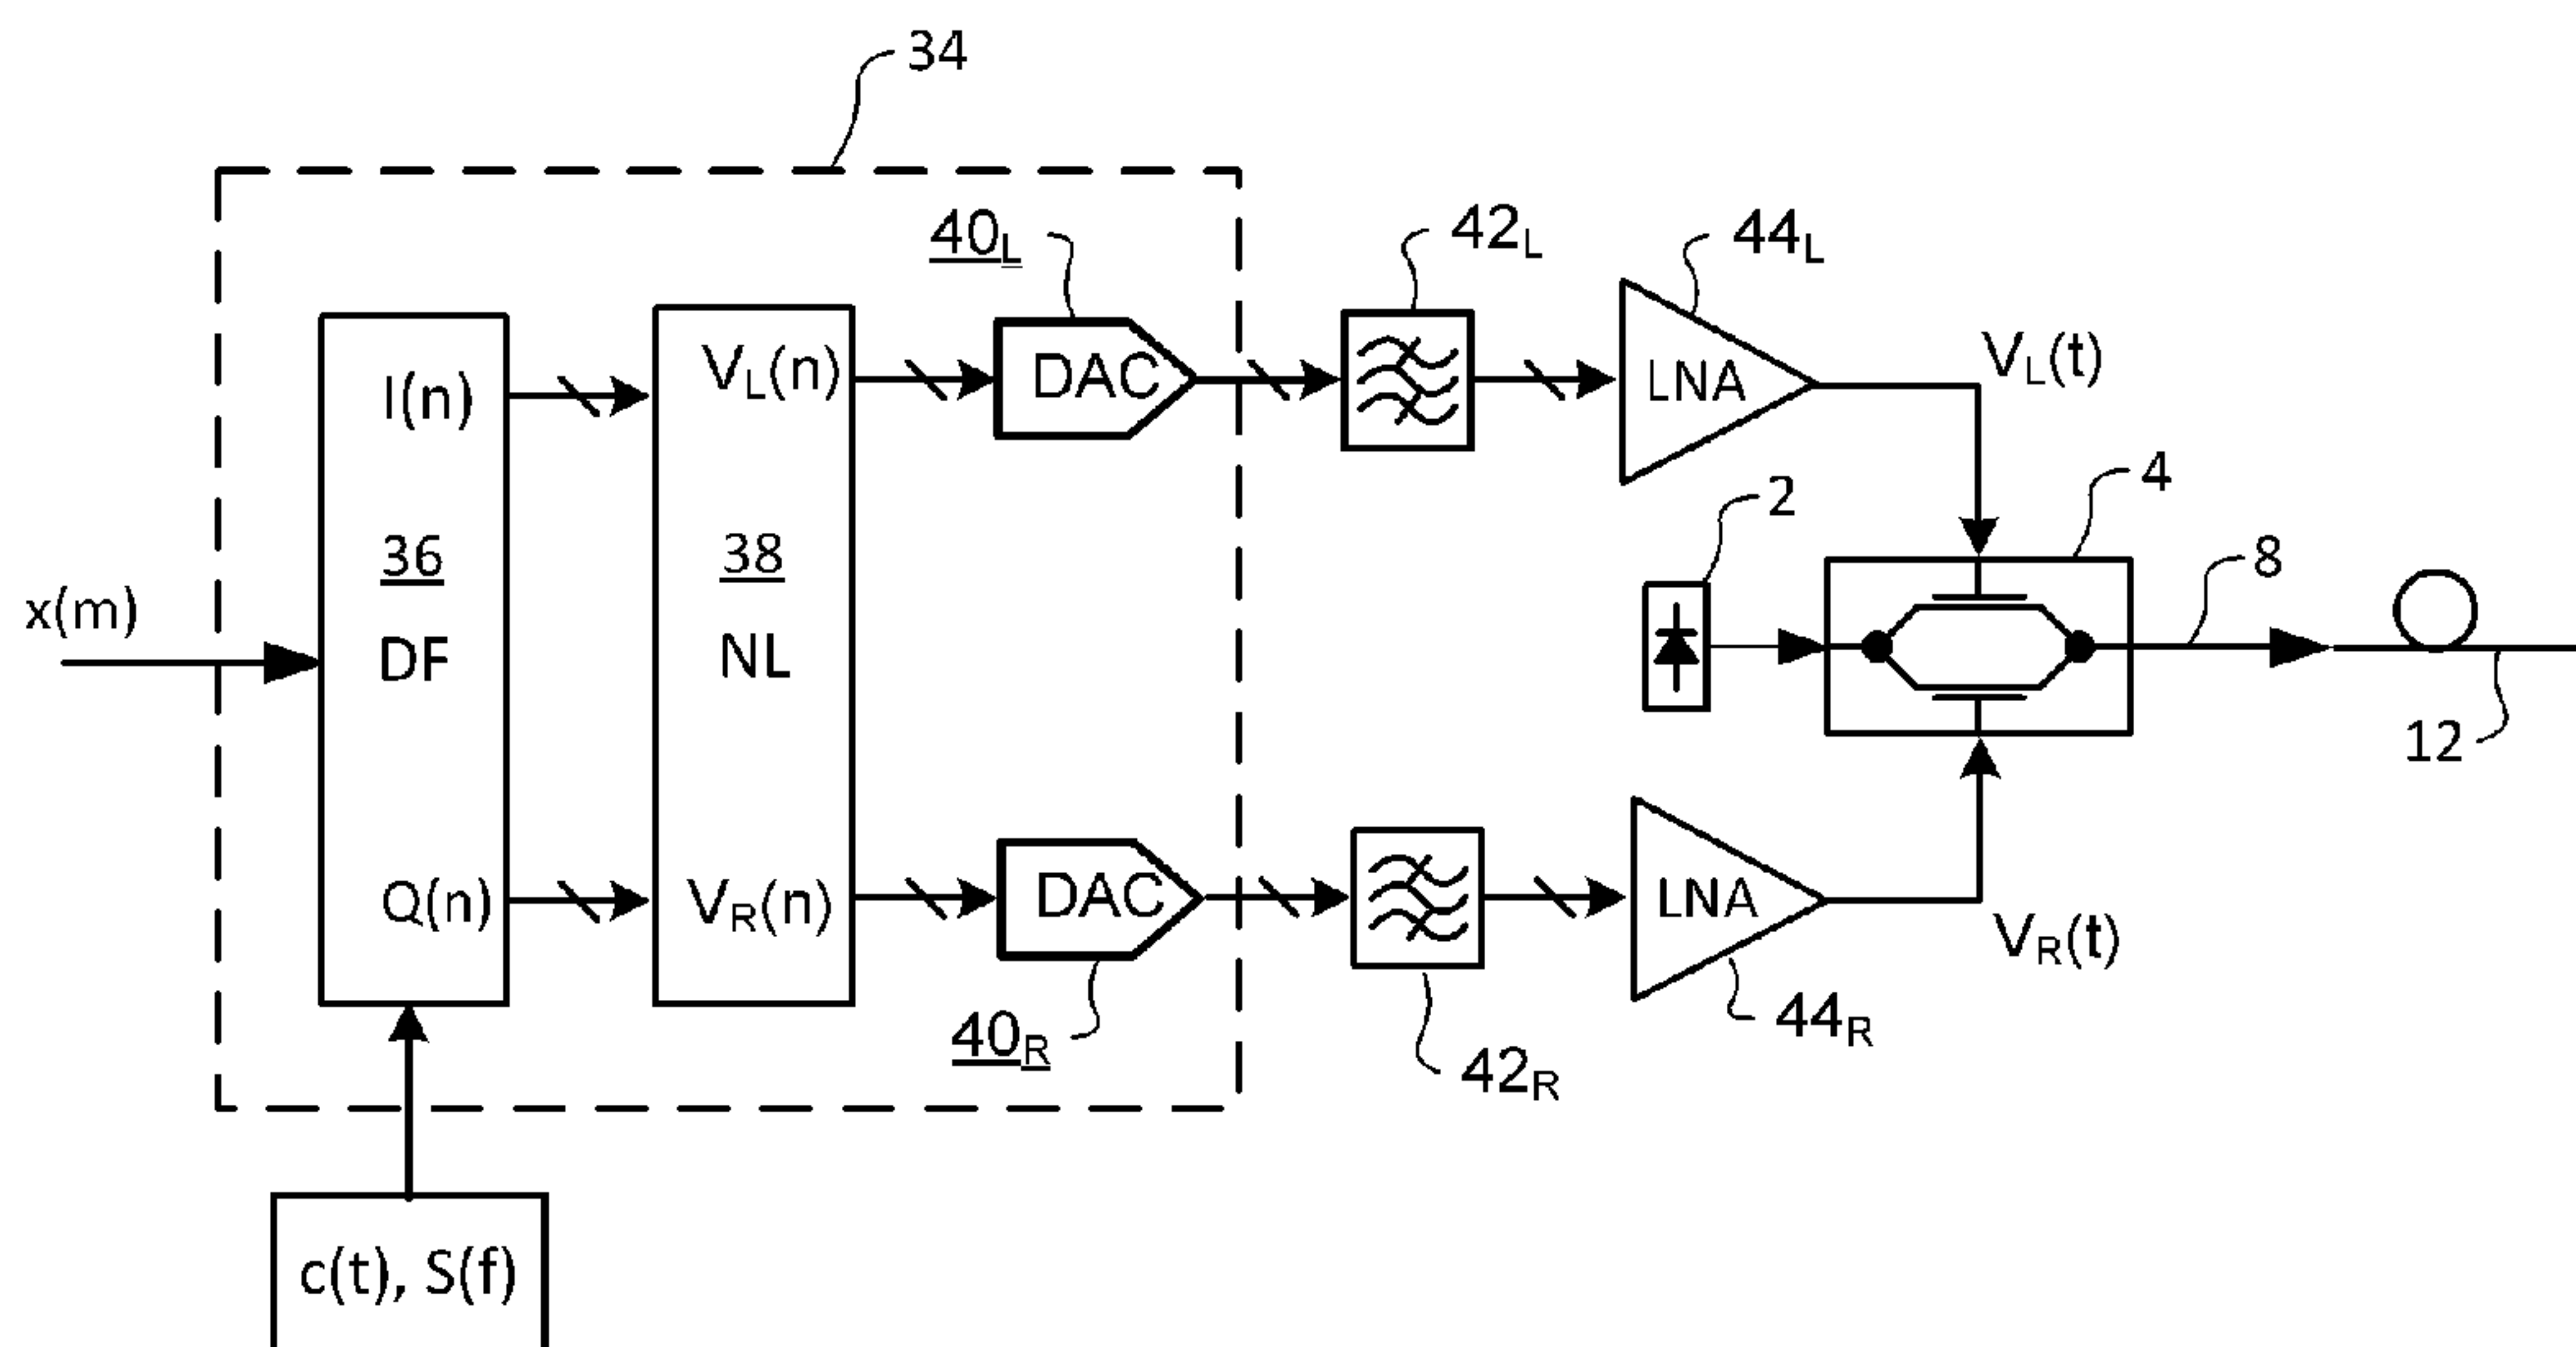 34
40L
42L
44L
I(n)
VL(n)
DAC
LNA
VL(t)
2
4
8
x(m)
36
DF
38
NL
12
Q(n)
VR(n)
DAC
LNA
VR(t)
40R
42R
44R
c(t), S(f)